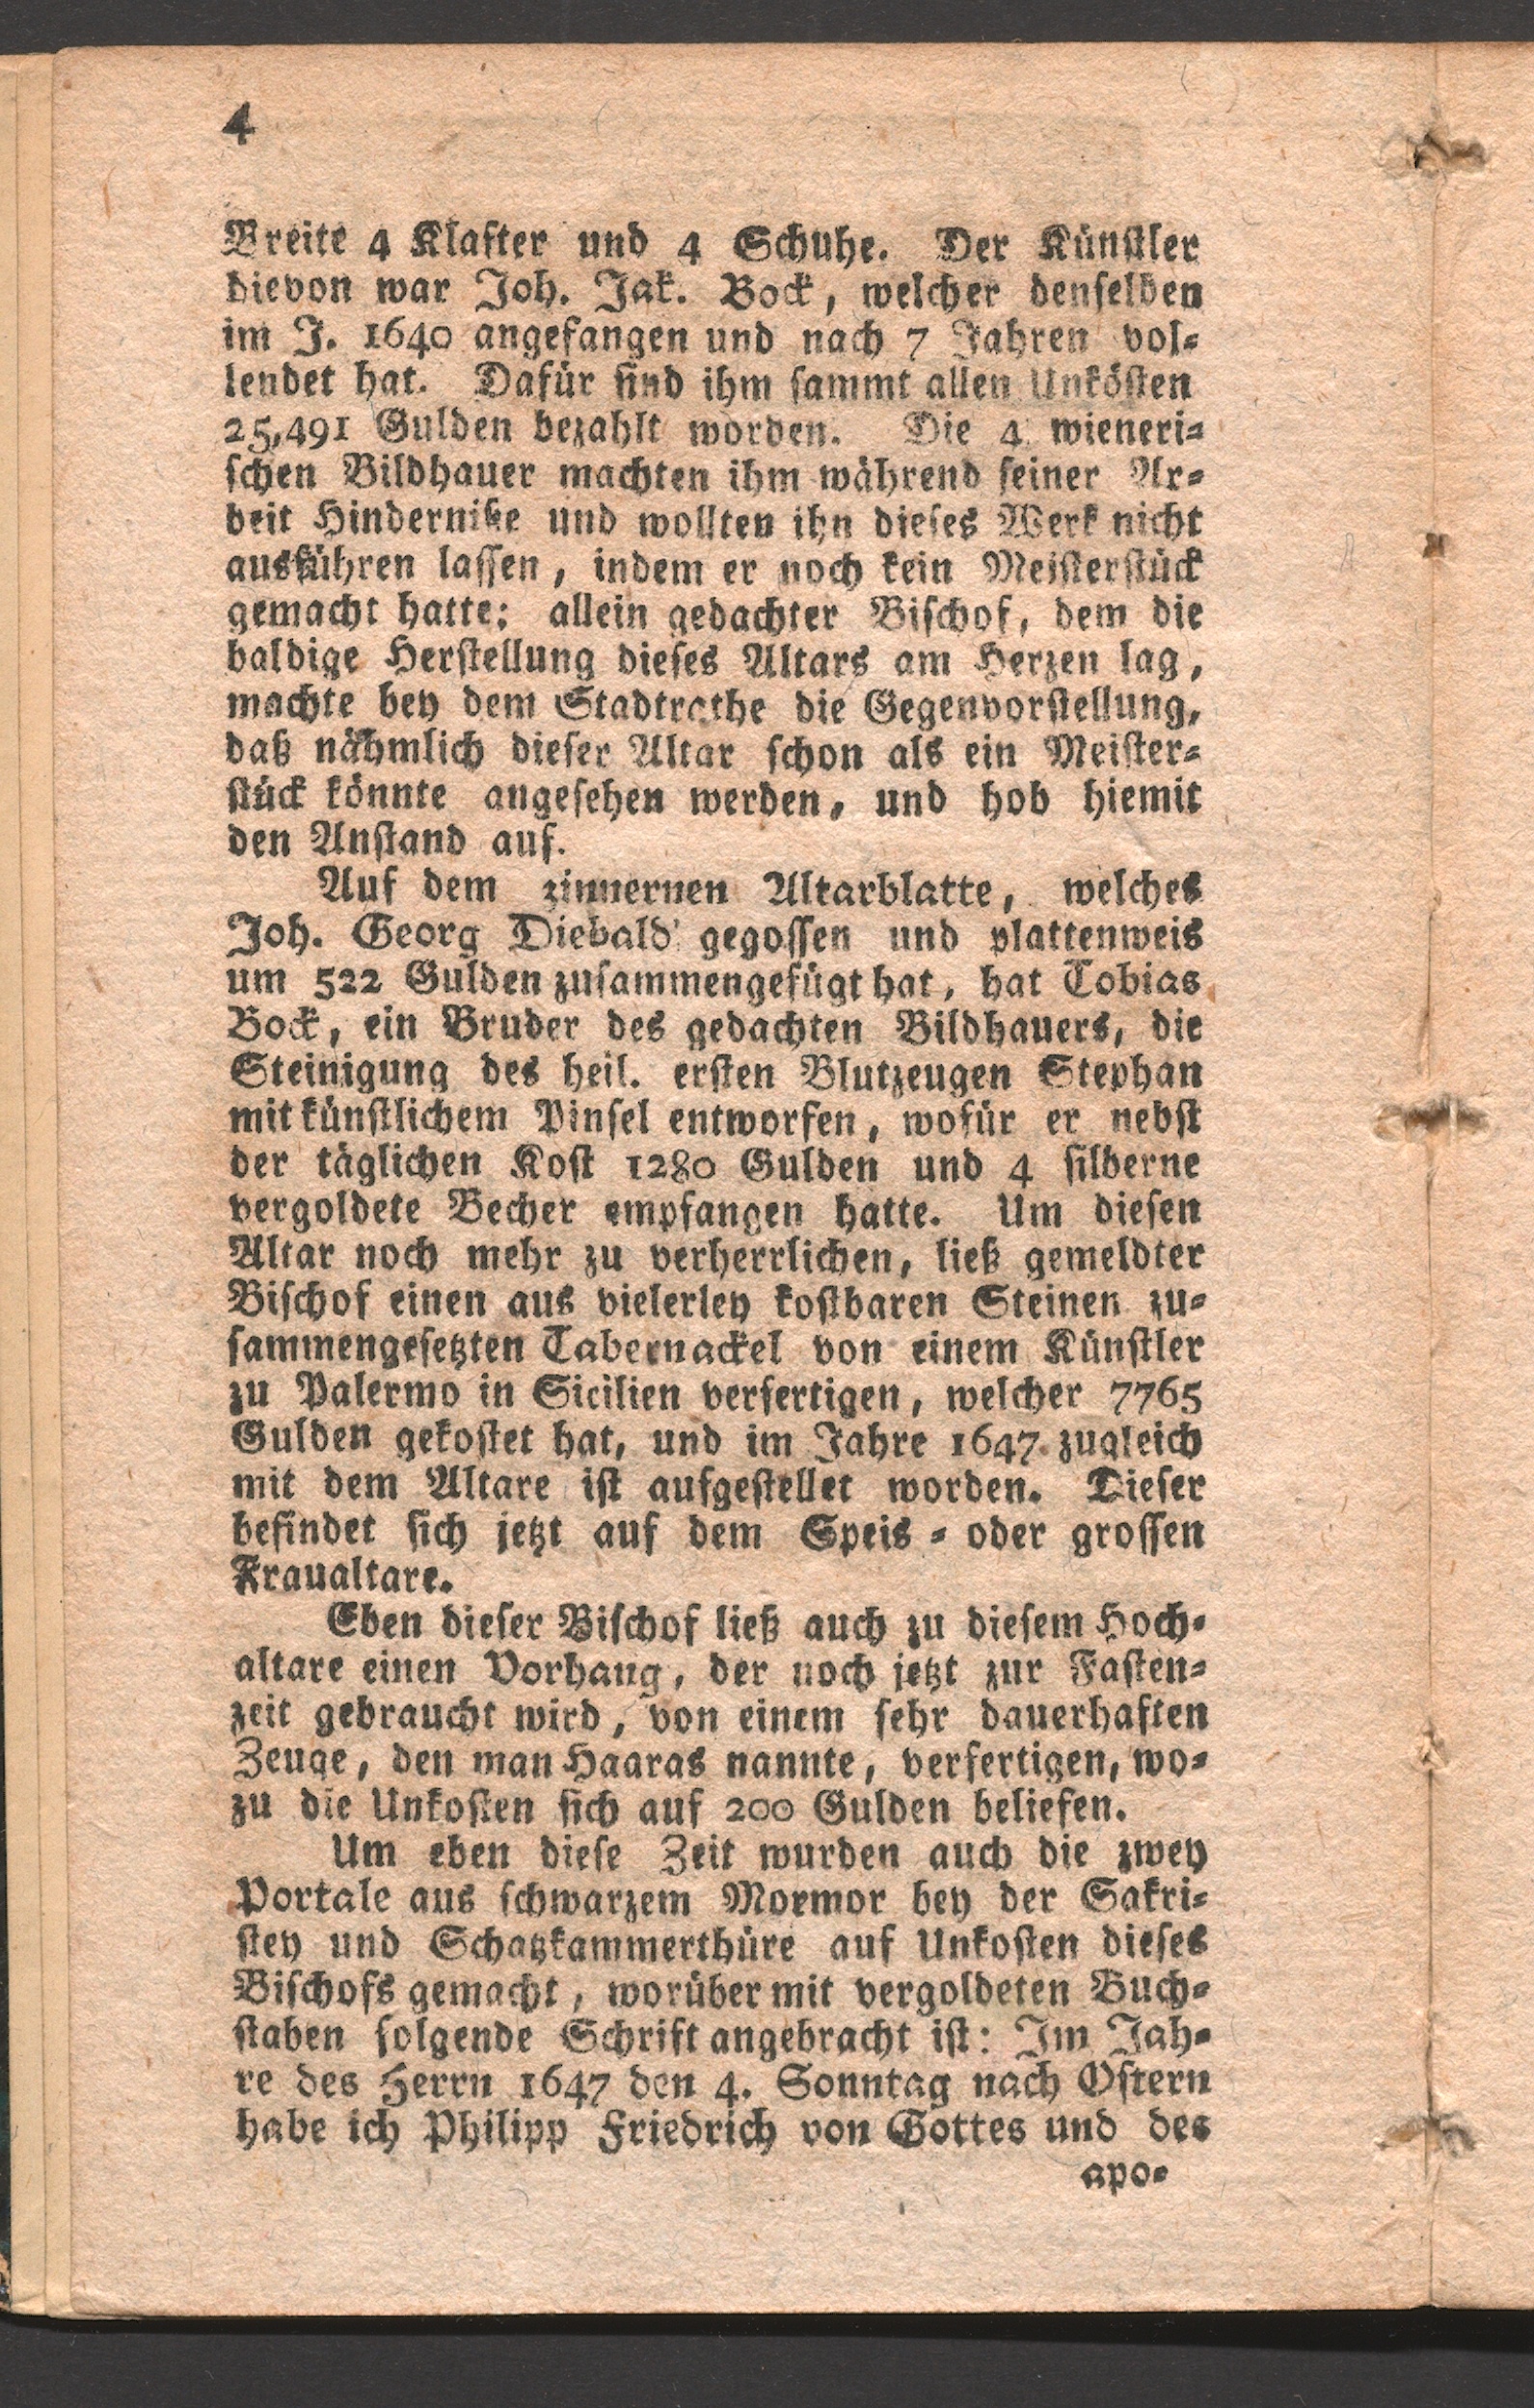 4
Breite 4 Klafter und 4 Schuhe. Der Künstler
dievon war Joh. Jak. Bock, welcher denselben
im J. 1640 angefangen und nach 7 Jahren vol⸗
lendet hat. Dafür sind ihm sammt allen Unkösten
25,491 Gulden bezahlt worden. Die 4 wieneri⸗
schen Bildhauer machten ihm während seiner Ar⸗
beit Hinderniße und wollten ihn dieses Werk nicht
ausführen lassen, indem er noch kein Meisterstück
gemacht hatte; allein gedachter Bischof, dem die
baldige Herstellung dieses Altars am Herzen lag,
machte bey dem Stadtrathe die Gegenvorstellung,
daß nähmlich dieser Altar schon als ein Meister⸗
stück könnte angesehen werden, und hob hiemit
den Anstand auf.
Auf dem zinnernen Altarblatte, welches
Joh. Georg Diebald gegossen und plattenweis
um 522 Gulden zusammengefügt hat, hat Tobias
Bock, ein Bruder des gedachten Bildhauers, die
Steinigung des heil. ersten Blutzeugen Stephan
mit künstlichem Pinsel entworfen, wofür er nebst
der täglichen Kost 1280 Gulden und 4 silberne
vergoldete Becher empfangen hatte. Um diesen
Altar noch mehr zu verherrlichen, ließ gemeldter
Bischof einen aus vielerley kostbaren Steinen zu⸗
sammengesetzten Tabernackel von einem Künstler
zu Palermo in Sicilien verfertigen, welcher 7765
Gulden gekostet hat, und im Jahre 1647 zugleich
mit dem Altare ist aufgestellet worden. Dieser
befindet sich jetzt auf dem Speis ⸗ oder grossen
Fraualtare.
Eben dieser Bischof ließ auch zu diesem Hoch⸗
altare einen Vorhang, der noch jetzt zur Fasten⸗
zeit gebraucht wird, von einem sehr dauerhaften
Zeuge, den man Haaras nannte, verfertigen, wo⸗
zu die Unkosten sich auf 200 Gulden beliefen.
Um eben diese Zeit wurden auch die zwey
Portale aus schwarzem Mormor bey der Sakri⸗
stey und Schatzkammerthüre auf Unkosten dieses
Bischofs gemacht, worüber mit vergoldeten Buch⸗
staben folgende Schrift angebracht ist: Im Jah⸗
re des Herrn 1647 den 4. Sonntag nach Ostern
habe ich Philipp Friedrich von Gottes und des
apo⸗